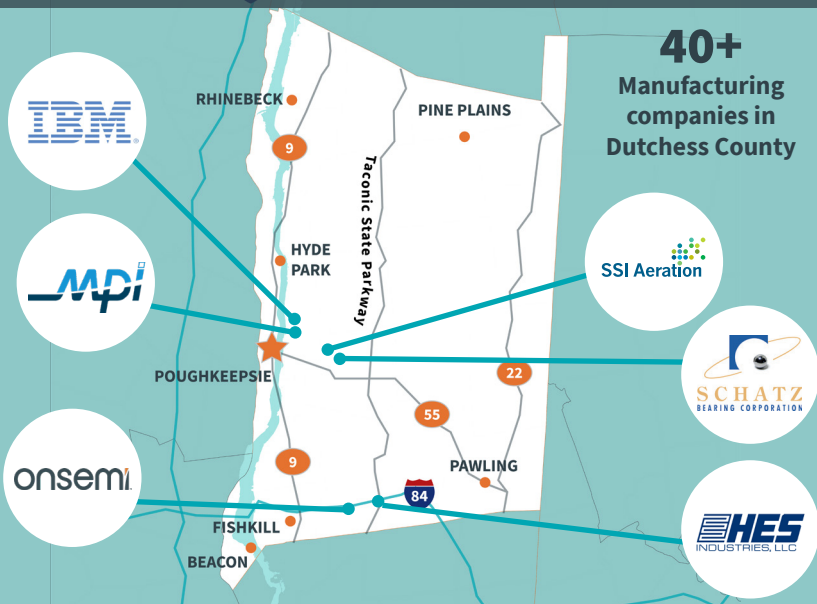 40+
Manufacturing
companies in
Dutchess County
IBM
RHINEBECK
PINE PLAINS
9
Taconic State Parkway
HYDE
PARK
SSI Aeration
mpi
POUGHKEEPSIE
22
SCHATZ
BEARING CORPORATION
55
9
PAWLING
onsemi
84
FISHKILL
HES
INDUSTRIES, LLC
BEACON